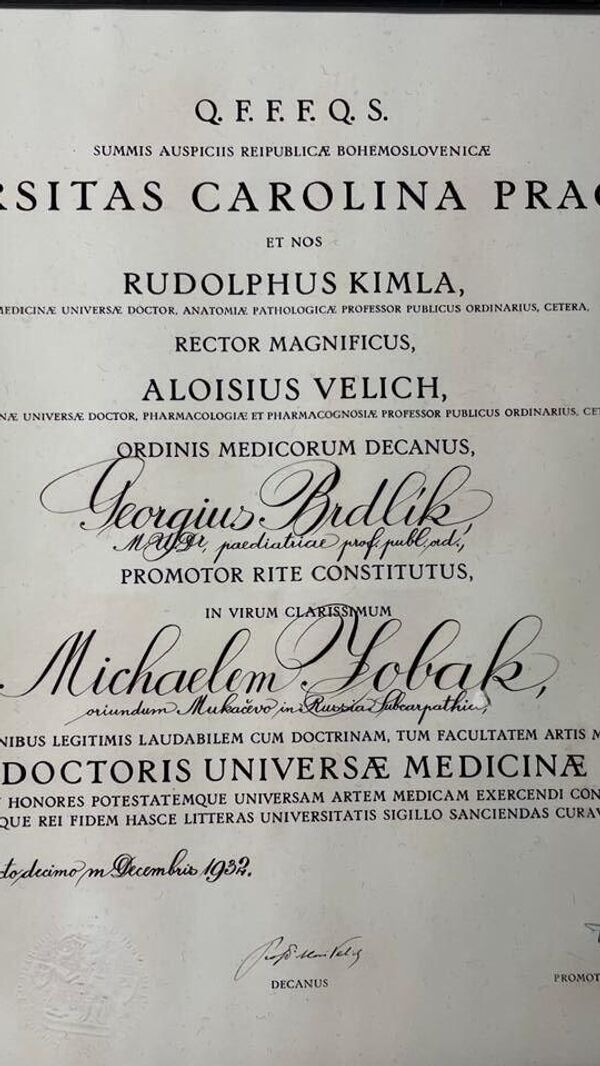 Q. F. F. F. Q. S.
SUMMIS AUSPICIIS REIPUBLICÆ BOHEMOSLOVENICÆ
RSITAS CAROLINA PRAG
ET NOS
RUDOLPHUS KIMLA,
MEDICINÆ UNIVERSÆ DOCTOR, ANATOMIÆ PATHOLOGICÆ PROFESSOR PUBLICUS ORDINARIUS, CETERA,
RECTOR MAGNIFICUS,
ALOISIUS VELICH,
NÆ UNIVERSÆ DOCTOR, PHARMACOLOGIÆ ET PHARMACOGNOSIÆ PROFESSOR PUBLICUS ORDINARIUS, CET
ORDINIS MEDICORUM DECANUS,
Georgius Brdlík,
MUDr, paediatriae prof. publ. ord.,
PROMOTOR RITE CONSTITUTUS,
IN VIRUM CLARISSIMUM
Michaelem Yobak,
oriundum Mukačevo in Russia Subcarpathica,
NIBUS LEGITIMIS LAUDABILEM CUM DOCTRINAM, TUM FACULTATEM ARTIS M
DOCTORIS UNIVERSÆ MEDICINÆ
HONORES POTESTATEMQUE UNIVERSAM ARTEM MEDICAM EXERCENDI CON
QUE REI FIDEM HASCE LITTERAS UNIVERSITATIS SIGILLO SANCIENDAS CURAV
to decimo m Decembris 1932.
DECANUS
PROMOT